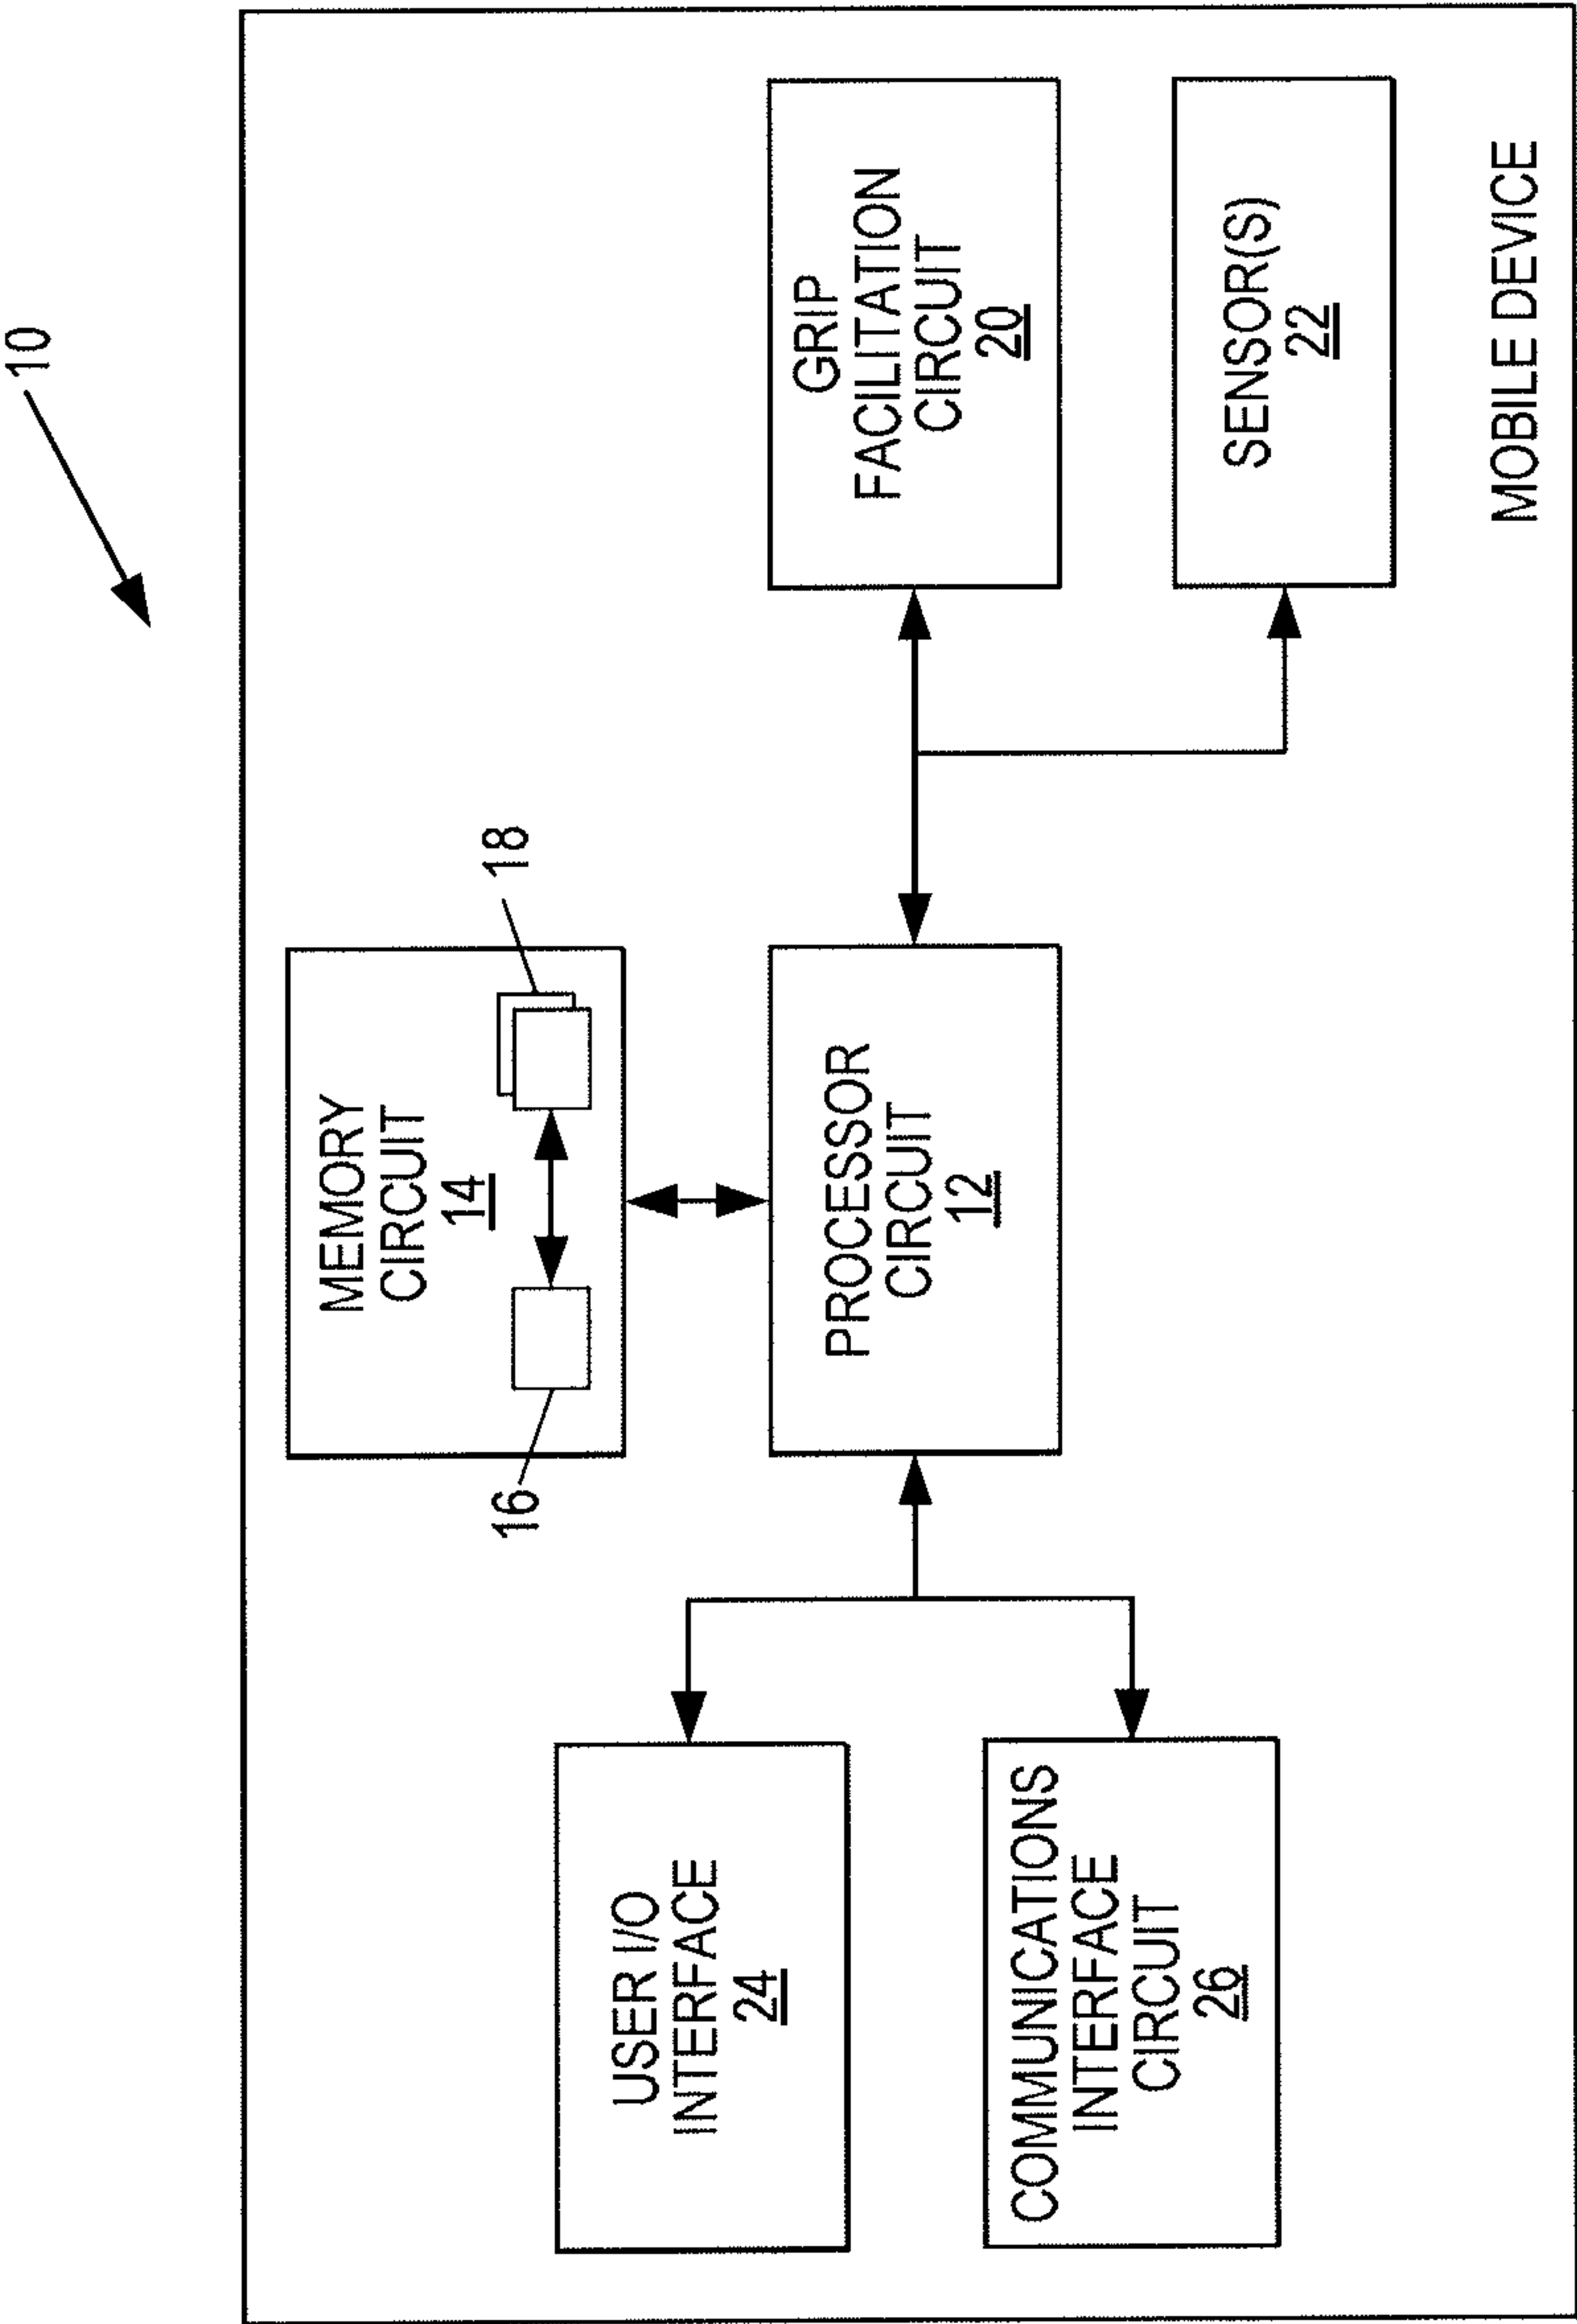 10
MEMORY
CIRCUIT
14
16
18
USER I/O
INTERFACE
24
COMMUNICATIONS
INTERFACE
CIRCUIT
26
PROCESSOR
CIRCUIT
12
GRIP
FACILITATION
CIRCUIT
20
SENSOR(S)
22
MOBILE DEVICE